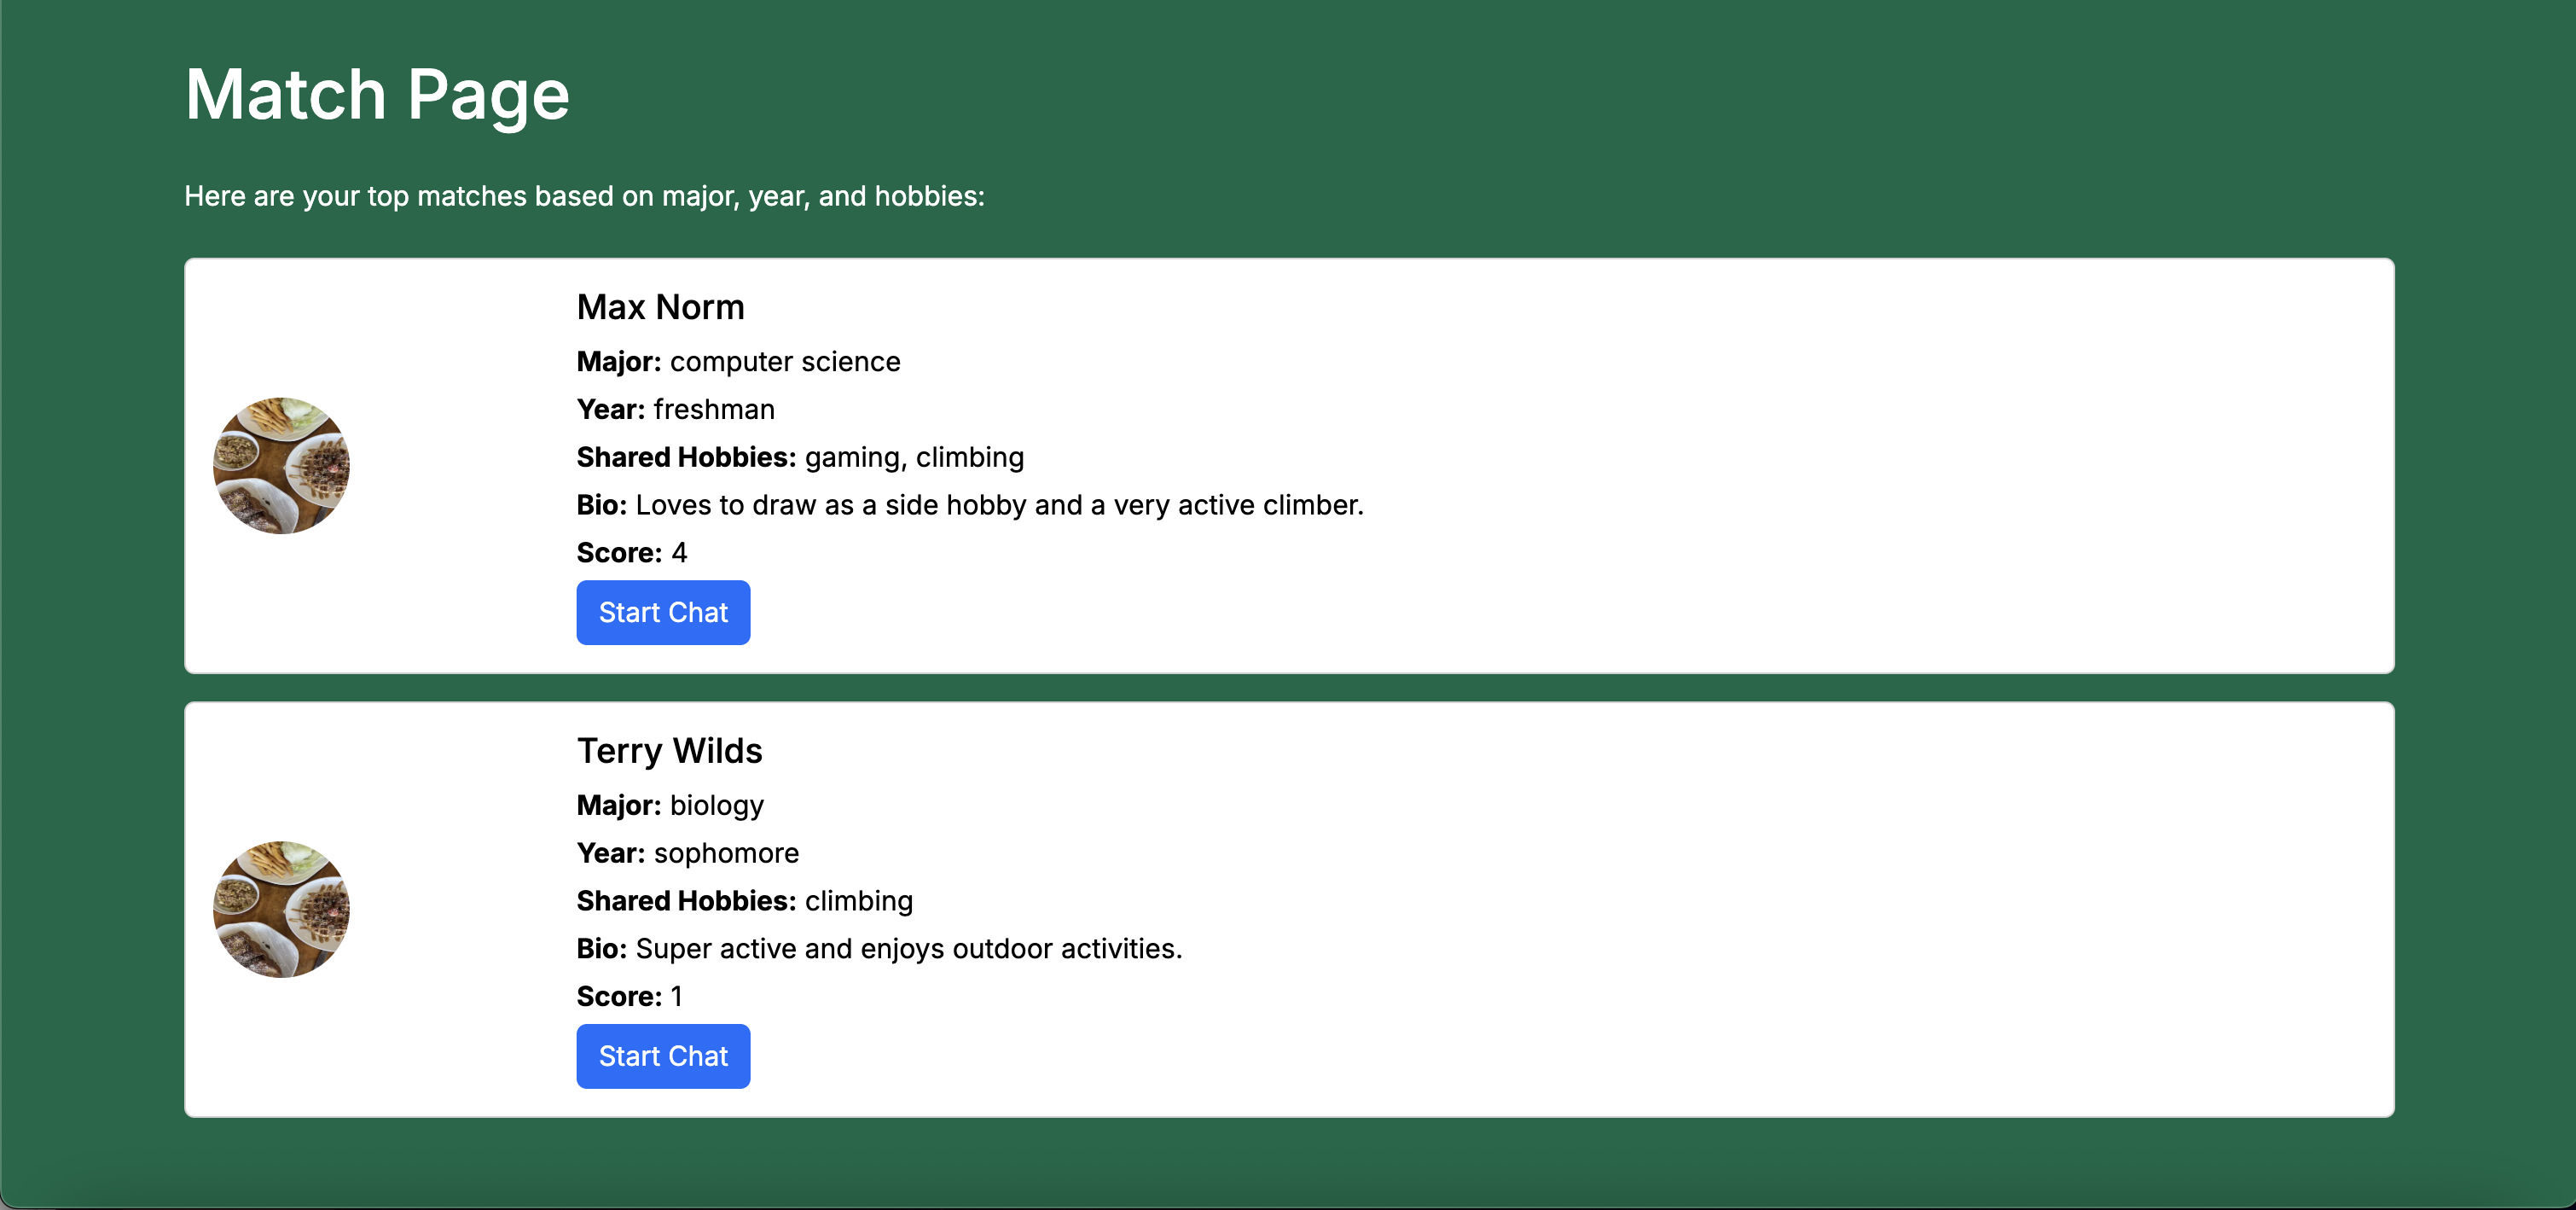 Match Page
Here are your top matches based on major, year, and hobbies:
Max Norm
Major: computer science
Year: freshman
Shared Hobbies: gaming, climbing
Bio: Loves to draw as a side hobby and a very active climber.
Score: 4
Start Chat
Terry Wilds
Major: biology
Year: sophomore
Shared Hobbies: climbing
Bio: Super active and enjoys outdoor activities.
Score: 1
Start Chat